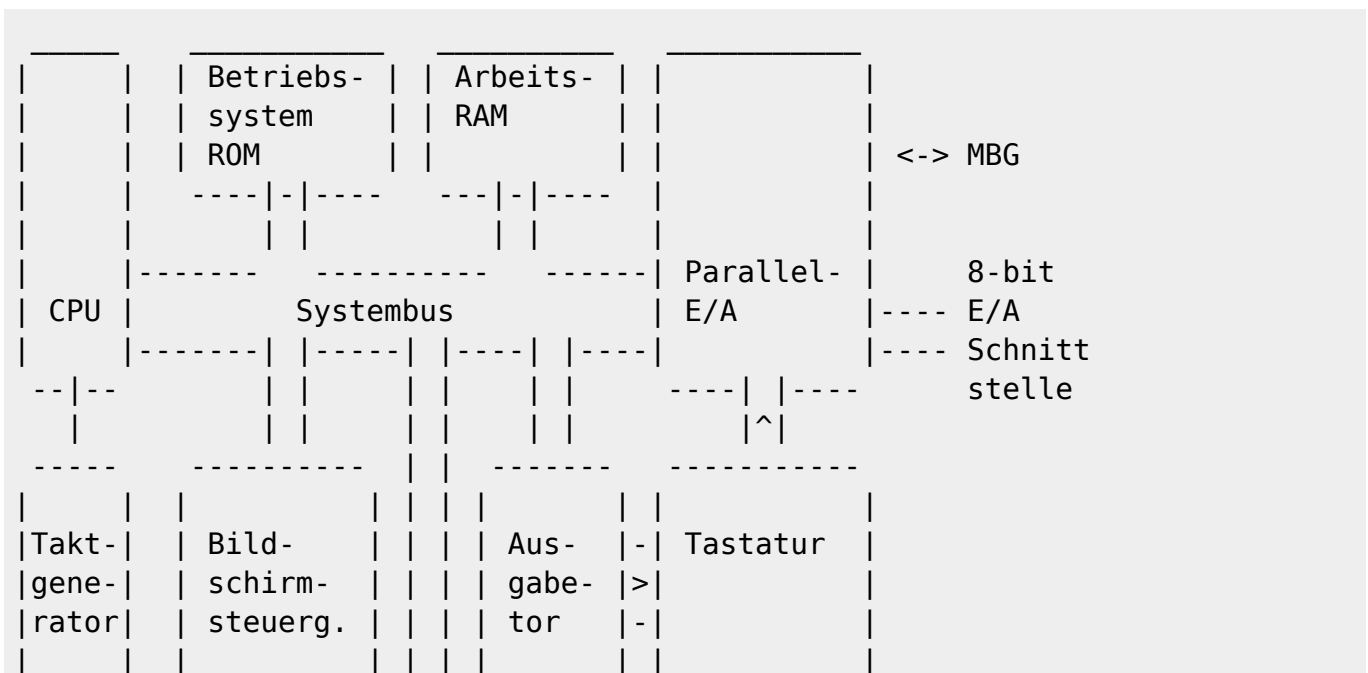 Betriebs- Arbeits-
system RAM
ROM <-> MBG
Parallel- 8-bit
CPU Systembus E/A E/A
Schnitt
stelle
Takt- Bild- Aus- Tastatur
gene- schirm- gabe- >
rator steuerg. tor